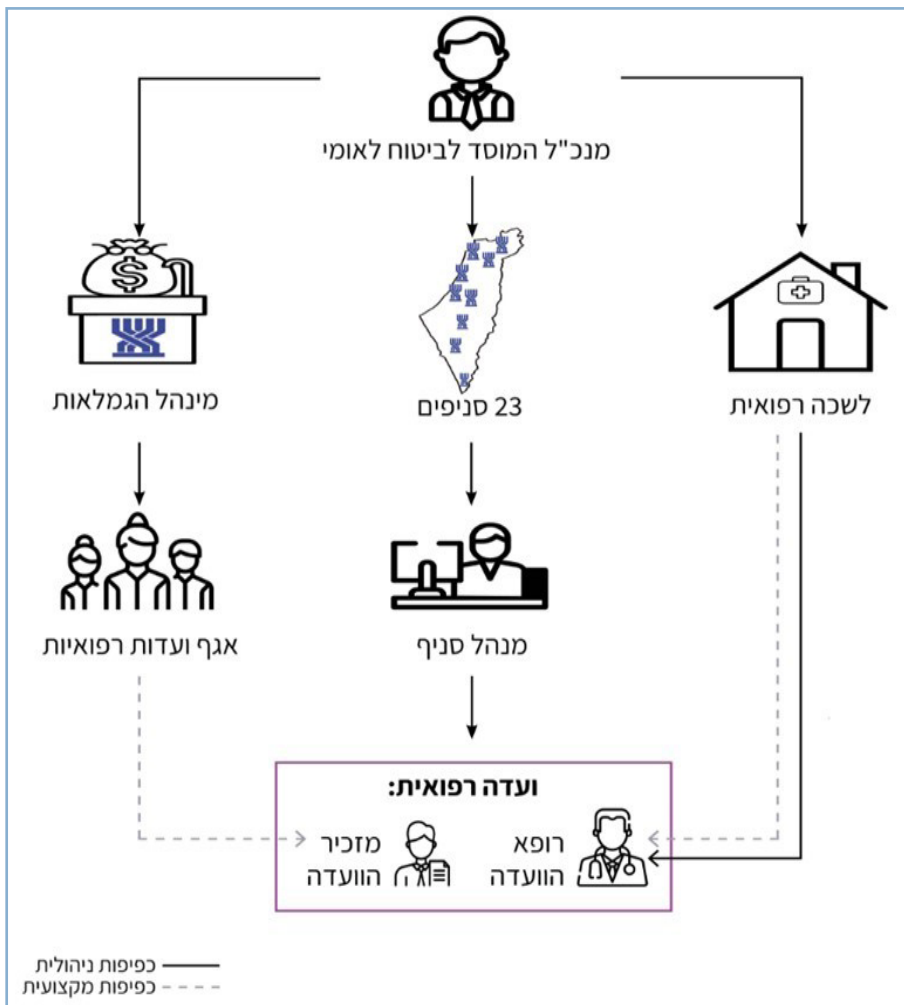 מנכ"ל המוסד לביטוח לאומי
לשכה רפואית
23 סניפים
מינהל הגמלאות
מנהל סניף
אגף ועדות רפואיות
ועדה רפואית:
רופא
הוועדה
מזכיר
הוועדה
כפיפות ניהולית
כפיפות מקצועית